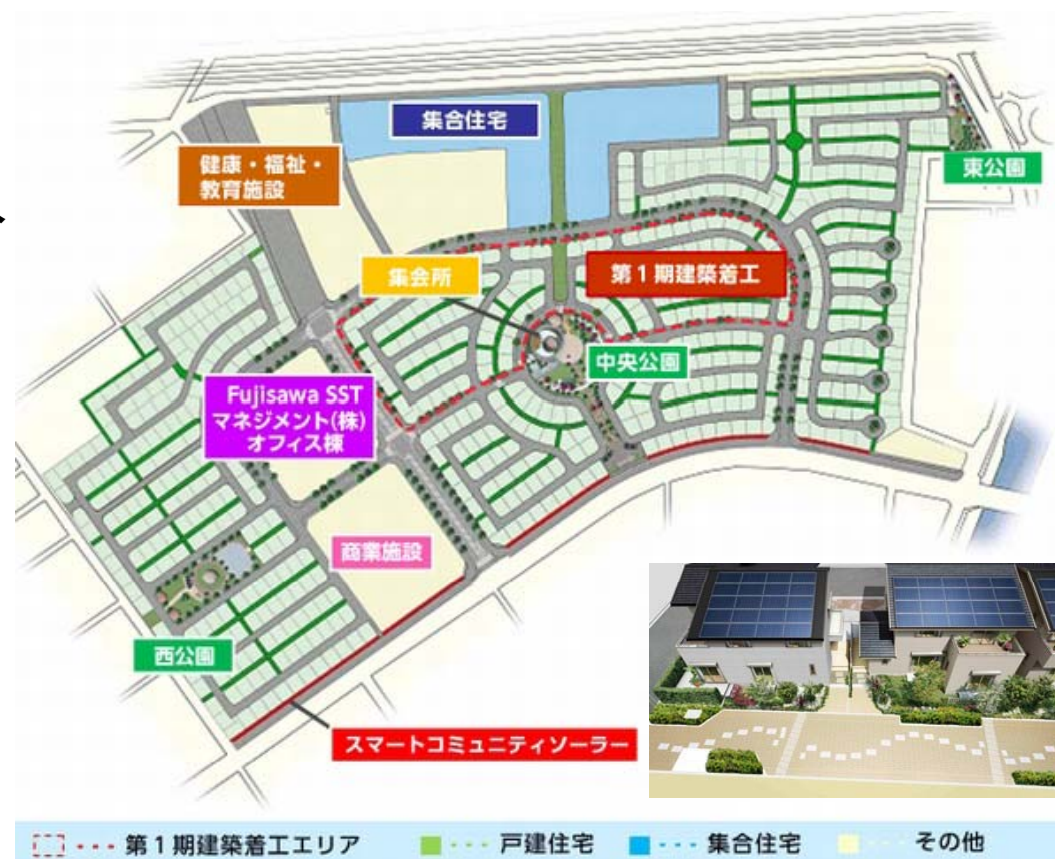 集合住宅
健康・福祉・
教育施設
東公園
集会所
第1期建築着工
中央公園
Fujisawa SST
マネジメント(株)
オフィス棟
商業施設
西公園
スマートコミュニティソーラー
・・・第1期建築着工エリア
・・・戸建住宅
・・・集合住宅
・・・その他